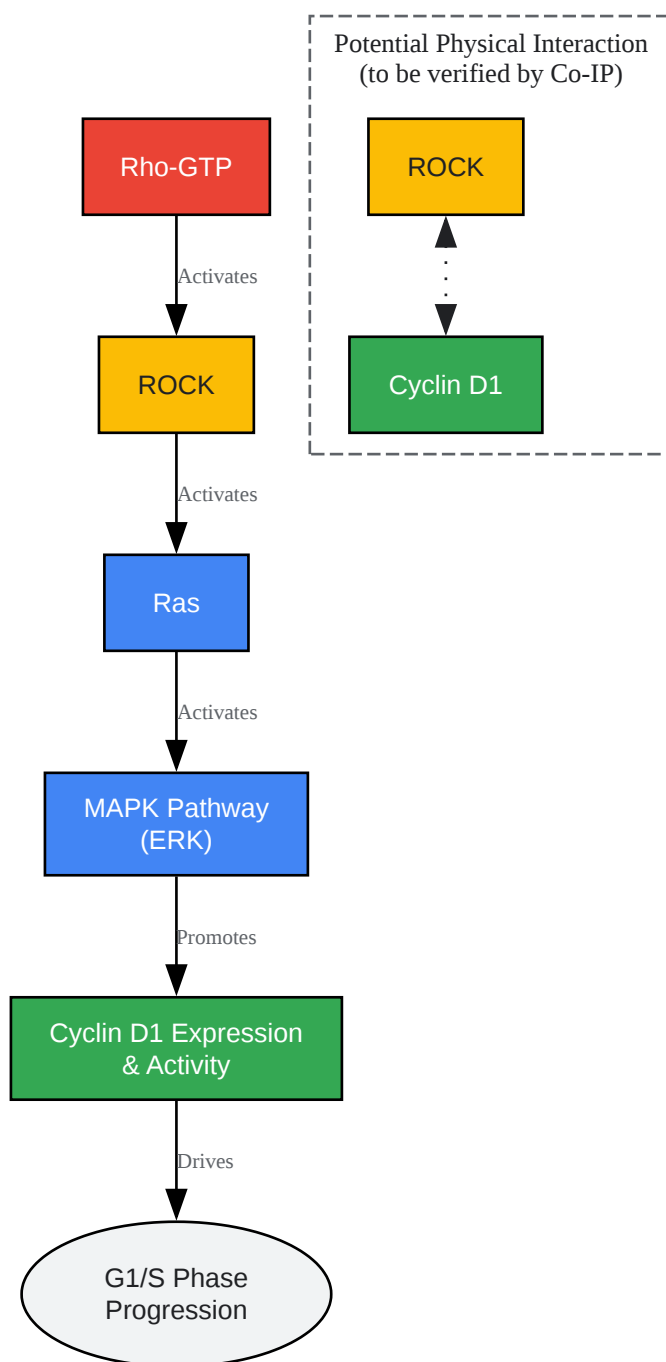 Potential Physical Interaction
(to be verified by Co-IP)
Rho-GTP
ROCK
Activates
ROCK
Cyclin D1
Activates
Ras
Activates
MAPK Pathway
(ERK)
Promotes
Cyclin D1 Expression
& Activity
Drives
G1/S Phase
Progression